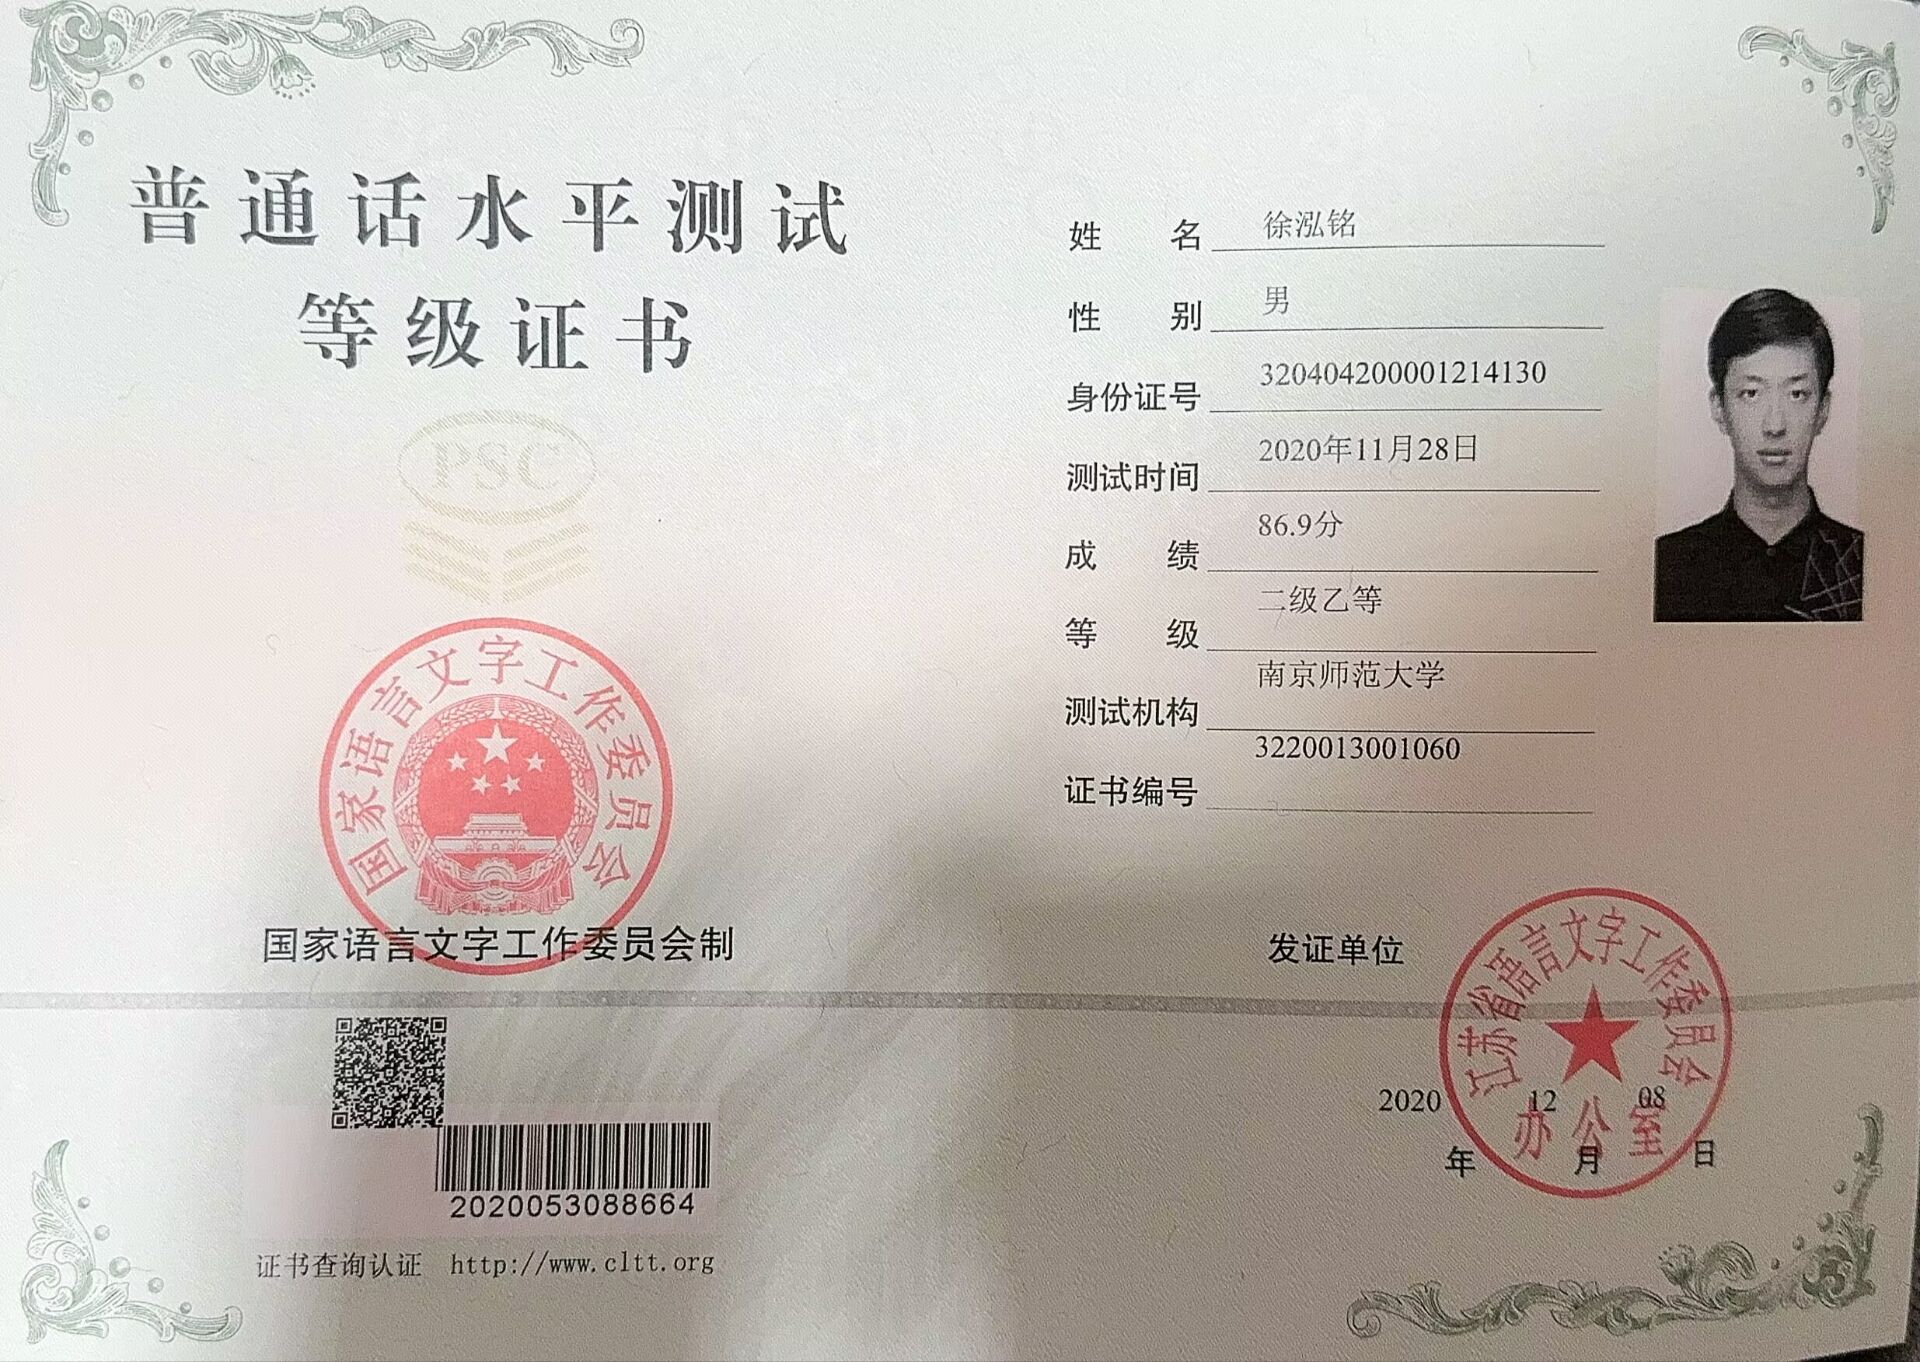 普通话水平测试
等级证书
PSC
国家语言文字工作委员会
国家语言文字工作委员会制
2020053088664
证书查询认证 http://www.cltt.org
姓 名 徐泓铭
性 别 男
身份证号 320404200001214130
测试时间 2020年11月28日
成 绩 86.9分
等 级 二级乙等
测试机构 南京师范大学
证书编号 3220013001060
发证单位
江苏省语言文字工作委员会
办公室
2020 12 08
年 月 日